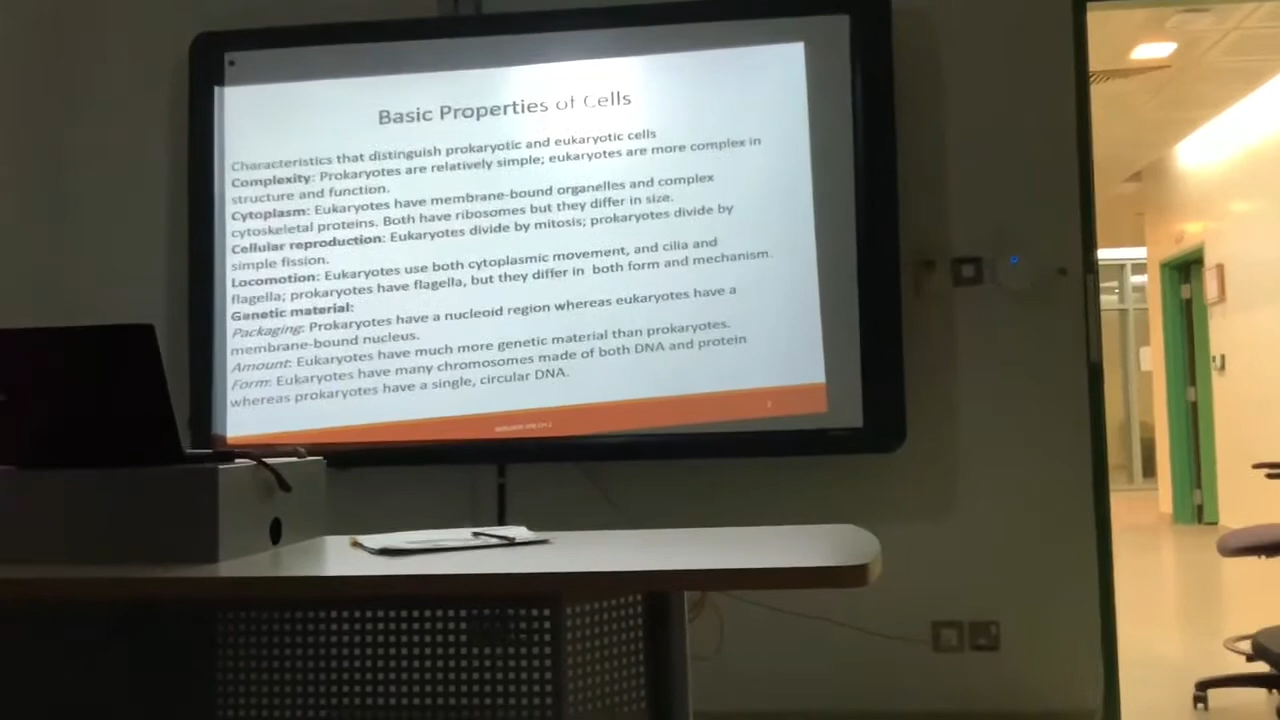 Basic Properties of Cells
Characteristics that distinguish prokaryotic and eukaryotic cells
Complexity: Prokaryotes are relatively simple; eukaryotes are more complex in
structure and function.
Cytoplasm: Eukaryotes have membrane-bound organelles and complex
cytoskeletal proteins. Both have ribosomes but they differ in size.
Cellular reproduction: Eukaryotes divide by mitosis; prokaryotes divide by
simple fission.
Locomotion: Eukaryotes use both cytoplasmic movement, and cilia and
flagella; prokaryotes have flagella, but they differ in both form and mechanism.
Genetic material:
Packaging: Prokaryotes have a nucleoid region whereas eukaryotes have a
membrane-bound nucleus.
Amount: Eukaryotes have much more genetic material than prokaryotes.
Form: Eukaryotes have many chromosomes made of both DNA and protein
whereas prokaryotes have a single, circular DNA.